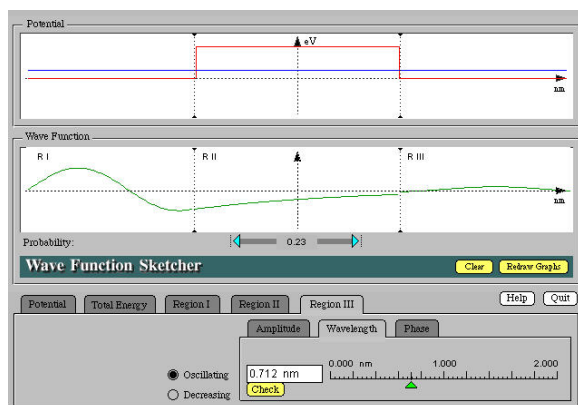 Potential
eV
nm
Wave Function
R I
R II
R III
nm
Probability:
0.23
Wave Function Sketcher
Clear
Redraw Graphs
Potential
Total Energy
Region I
Region II
Region III
Help
Quit
Amplitude
Wavelength
Phase
0.000 nm
1.000
2.000
Oscillating
0.712 nm
Check
Decreasing